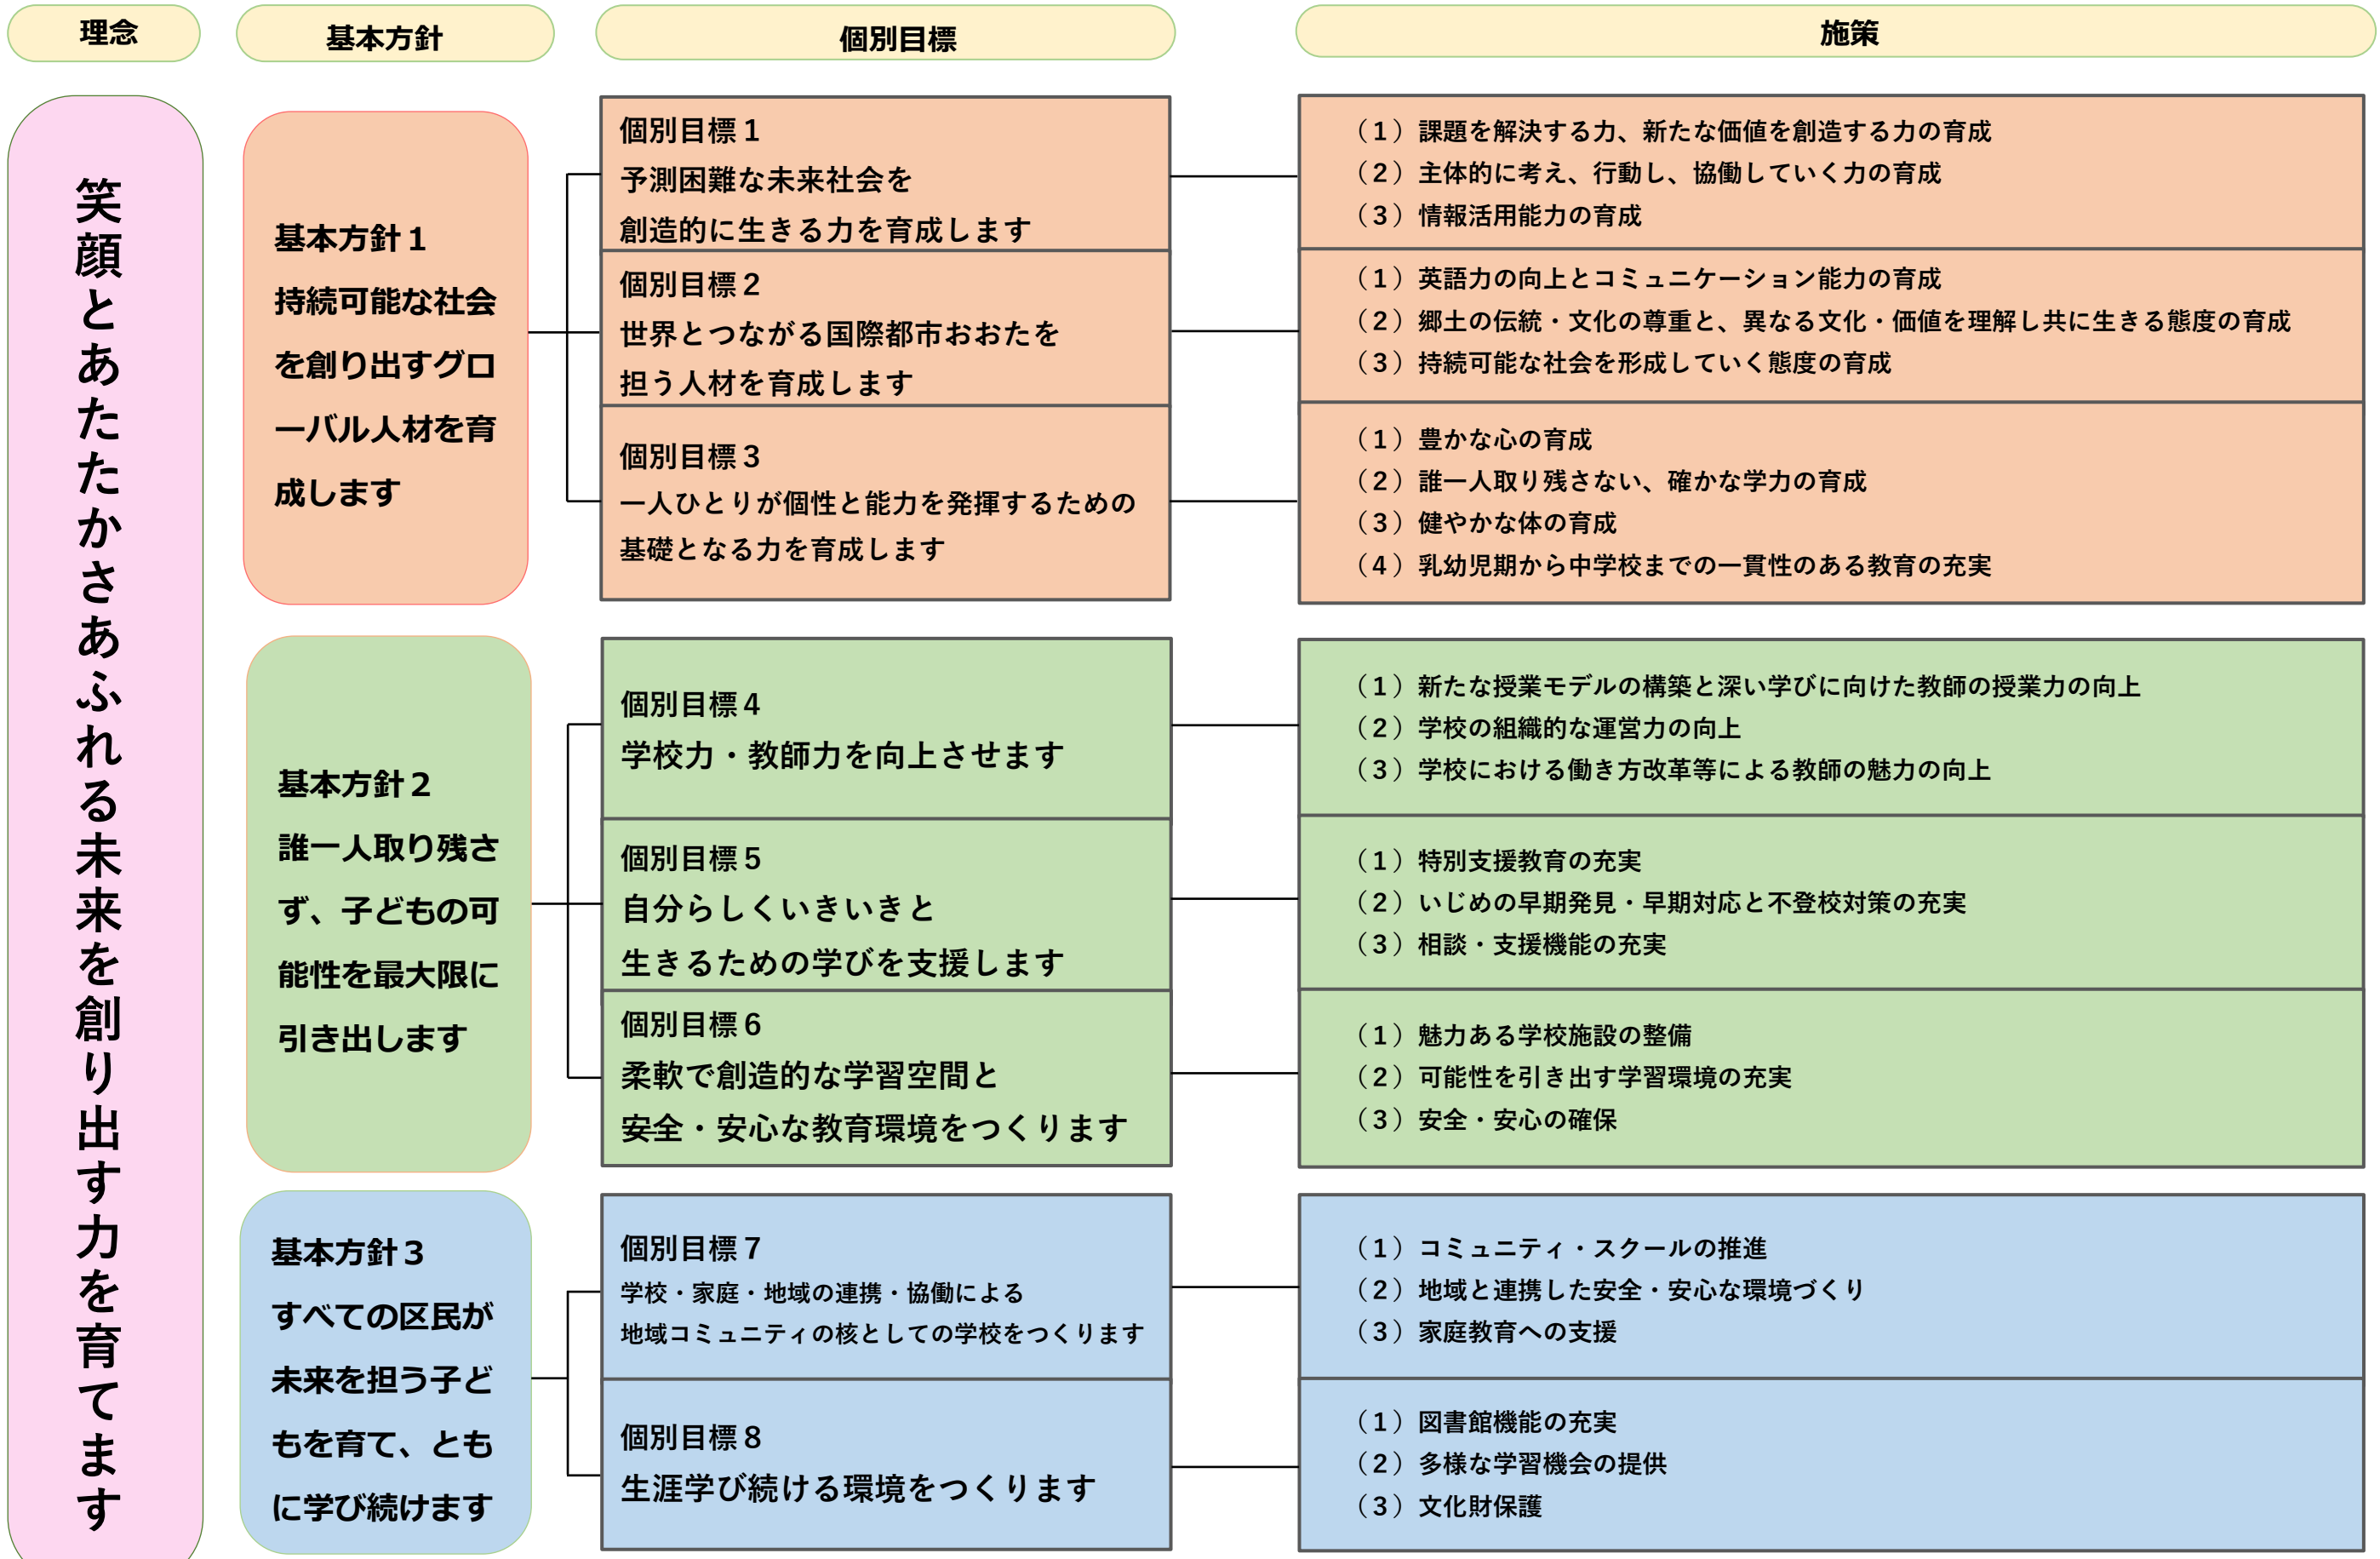 理念
基本方針
個別目標
施策
笑顔とあたたかさあふれる未来を創り出す力を育てます
基本方針１
持続可能な社会
を創り出すグロ
ーバル人材を育
成します
個別目標１
予測困難な未来社会を
創造的に生きる力を育成します
（１）課題を解決する力、新たな価値を創造する力の育成
（２）主体的に考え、行動し、協働していく力の育成
（３）情報活用能力の育成
個別目標２
世界とつながる国際都市おおたを
担う人材を育成します
（１）英語力の向上とコミュニケーション能力の育成
（２）郷土の伝統・文化の尊重と、異なる文化・価値を理解し共に生きる態度の育成
（３）持続可能な社会を形成していく態度の育成
個別目標３
一人ひとりが個性と能力を発揮するための
基礎となる力を育成します
（１）豊かな心の育成
（２）誰一人取り残さない、確かな学力の育成
（３）健やかな体の育成
（４）乳幼児期から中学校までの一貫性のある教育の充実
基本方針２
誰一人取り残さ
ず、子どもの可
能性を最大限に
引き出します
個別目標４
学校力・教師力を向上させます
（１）新たな授業モデルの構築と深い学びに向けた教師の授業力の向上
（２）学校の組織的な運営力の向上
（３）学校における働き方改革等による教師の魅力の向上
個別目標５
自分らしくいきいきと
生きるための学びを支援します
（１）特別支援教育の充実
（２）いじめの早期発見・早期対応と不登校対策の充実
（３）相談・支援機能の充実
個別目標６
柔軟で創造的な学習空間と
安全・安心な教育環境をつくります
（１）魅力ある学校施設の整備
（２）可能性を引き出す学習環境の充実
（３）安全・安心の確保
基本方針３
すべての区民が
未来を担う子ど
もを育て、とも
に学び続けます
個別目標７
学校・家庭・地域の連携・協働による
地域コミュニティの核としての学校をつくります
（１）コミュニティ・スクールの推進
（２）地域と連携した安全・安心な環境づくり
（３）家庭教育への支援
個別目標８
生涯学び続ける環境をつくります
（１）図書館機能の充実
（２）多様な学習機会の提供
（３）文化財保護